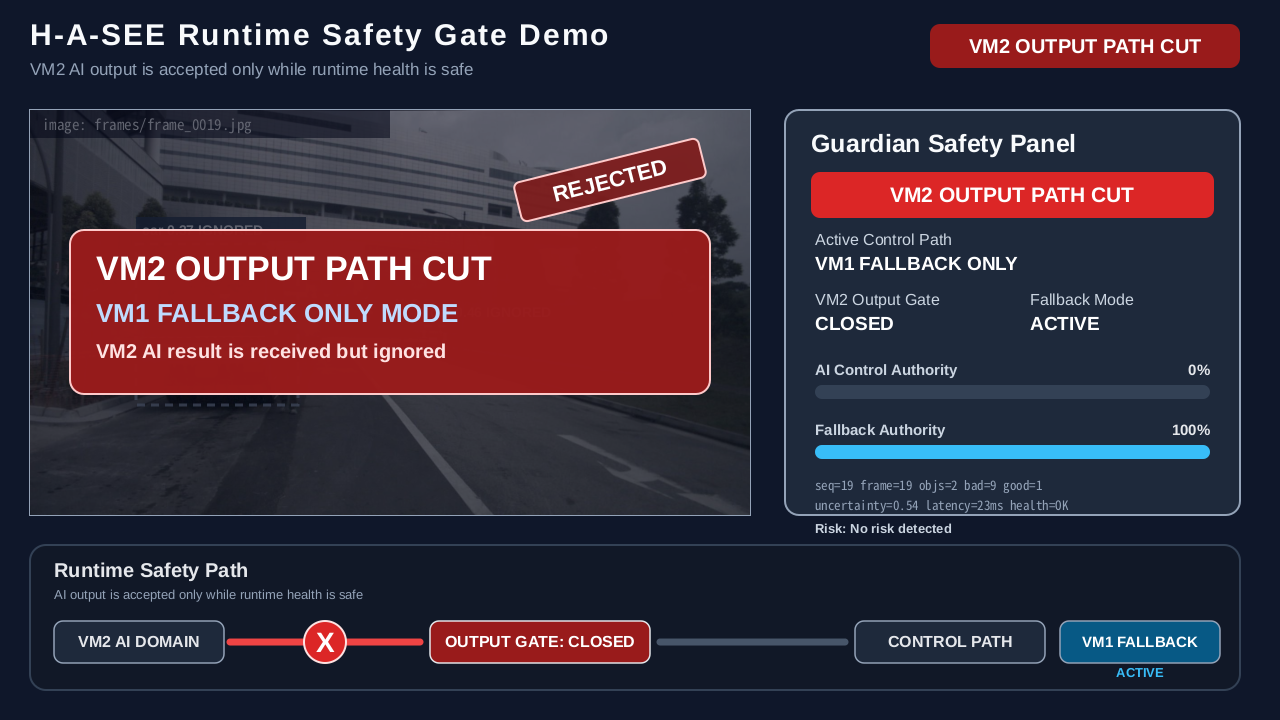 H-A-SEE Runtime Safety Gate Demo
VM2 AI output is accepted only while runtime health is safe
VM2 OUTPUT PATH CUT
image: frames/frame_0019.jpg
REJECTED
VM2 OUTPUT PATH CUT
VM1 FALLBACK ONLY MODE
VM2 AI result is received but ignored
Guardian Safety Panel
VM2 OUTPUT PATH CUT
Active Control Path
VM1 FALLBACK ONLY
VM2 Output Gate
CLOSED
Fallback Mode
ACTIVE
AI Control Authority
0%
Fallback Authority
100%
seq=19 frame=19 objs=2 bad=9 good=1
uncertainty=0.54 latency=23ms health=OK
Risk: No risk detected
Runtime Safety Path
AI output is accepted only while runtime health is safe
VM2 AI DOMAIN
X
OUTPUT GATE: CLOSED
CONTROL PATH
VM1 FALLBACK
ACTIVE